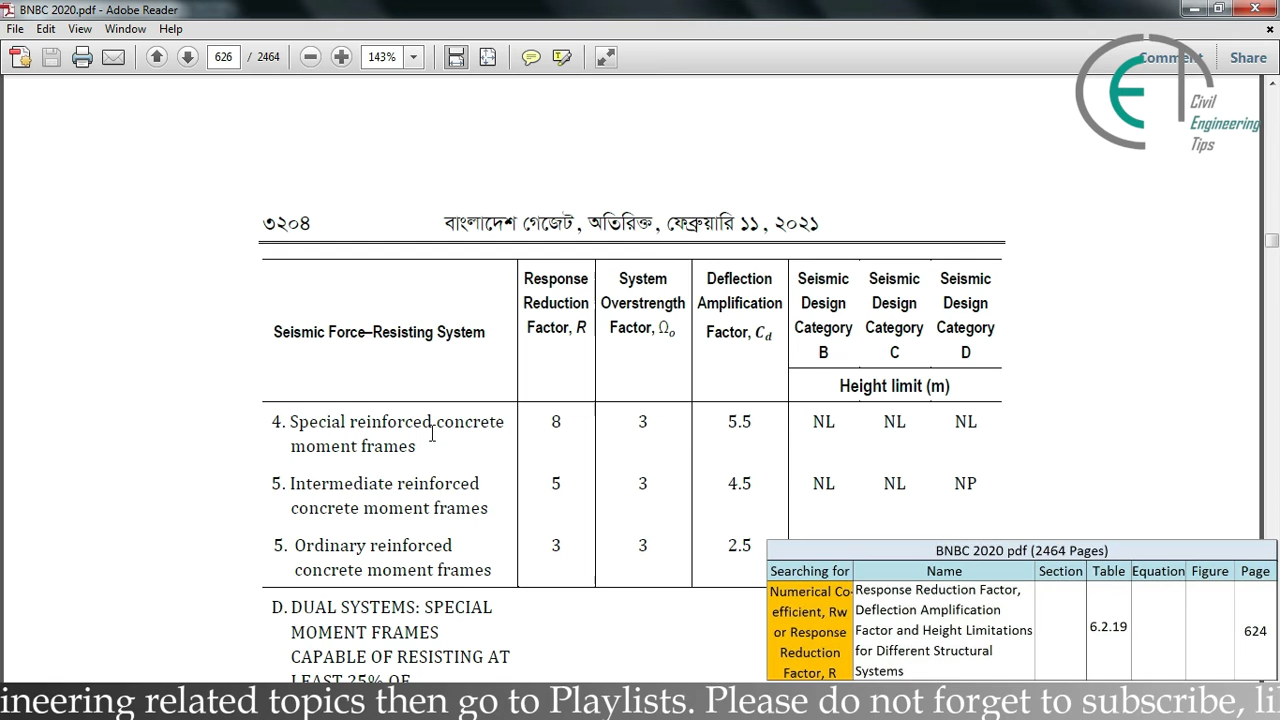 BNBC 2020.pdf - Adobe Reader
File Edit View Window Help
626 / 2464 143% Comment Share
Civil
Engineering
Tips
৩২০৪ বাংলাদেশ গেজেট, অতিরিক্ত, ফেব্রুয়ারি ১১, ২০২১
Seismic Force–Resisting System
Response
Reduction
Factor, R
System
Overstrength
Factor, Ωo
Deflection
Amplification
Factor, Cd
Seismic
Design
Category
B
Seismic
Design
Category
C
Seismic
Design
Category
D
Height limit (m)
4. Special reinforced concrete 8 3 5.5 NL NL NL
moment frames
5. Intermediate reinforced 5 3 4.5 NL NL NP
concrete moment frames
5. Ordinary reinforced 3 3 2.5
concrete moment frames
D. DUAL SYSTEMS: SPECIAL
MOMENT FRAMES
CAPABLE OF RESISTING AT
LEAST 25% OF
BNBC 2020 pdf (2464 Pages)
Searching for Name Section Table Equation Figure Page
Numerical Co-
efficient, Rw
or Response
Reduction
Factor, R
Response Reduction Factor,
Deflection Amplification
Factor and Height Limitations
for Different Structural
Systems
6.2.19
624
ineering related topics then go to Playlists. Please do not forget to subscribe, li